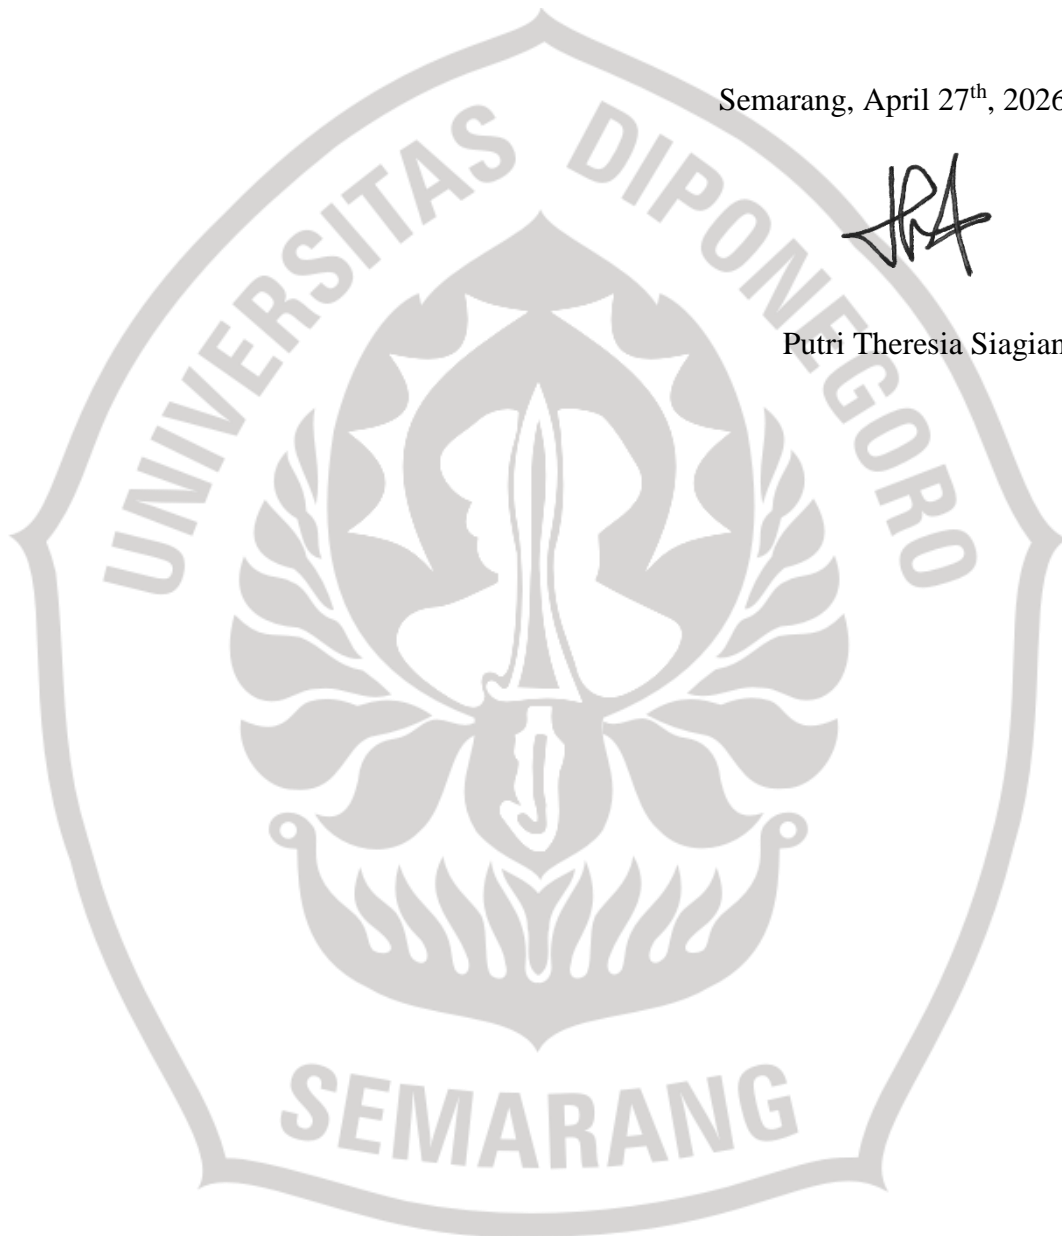 Semarang, April 27th, 2026
Putri Theresia Siagian
UNIVERSITAS DIPONEGORO
SEMARANG